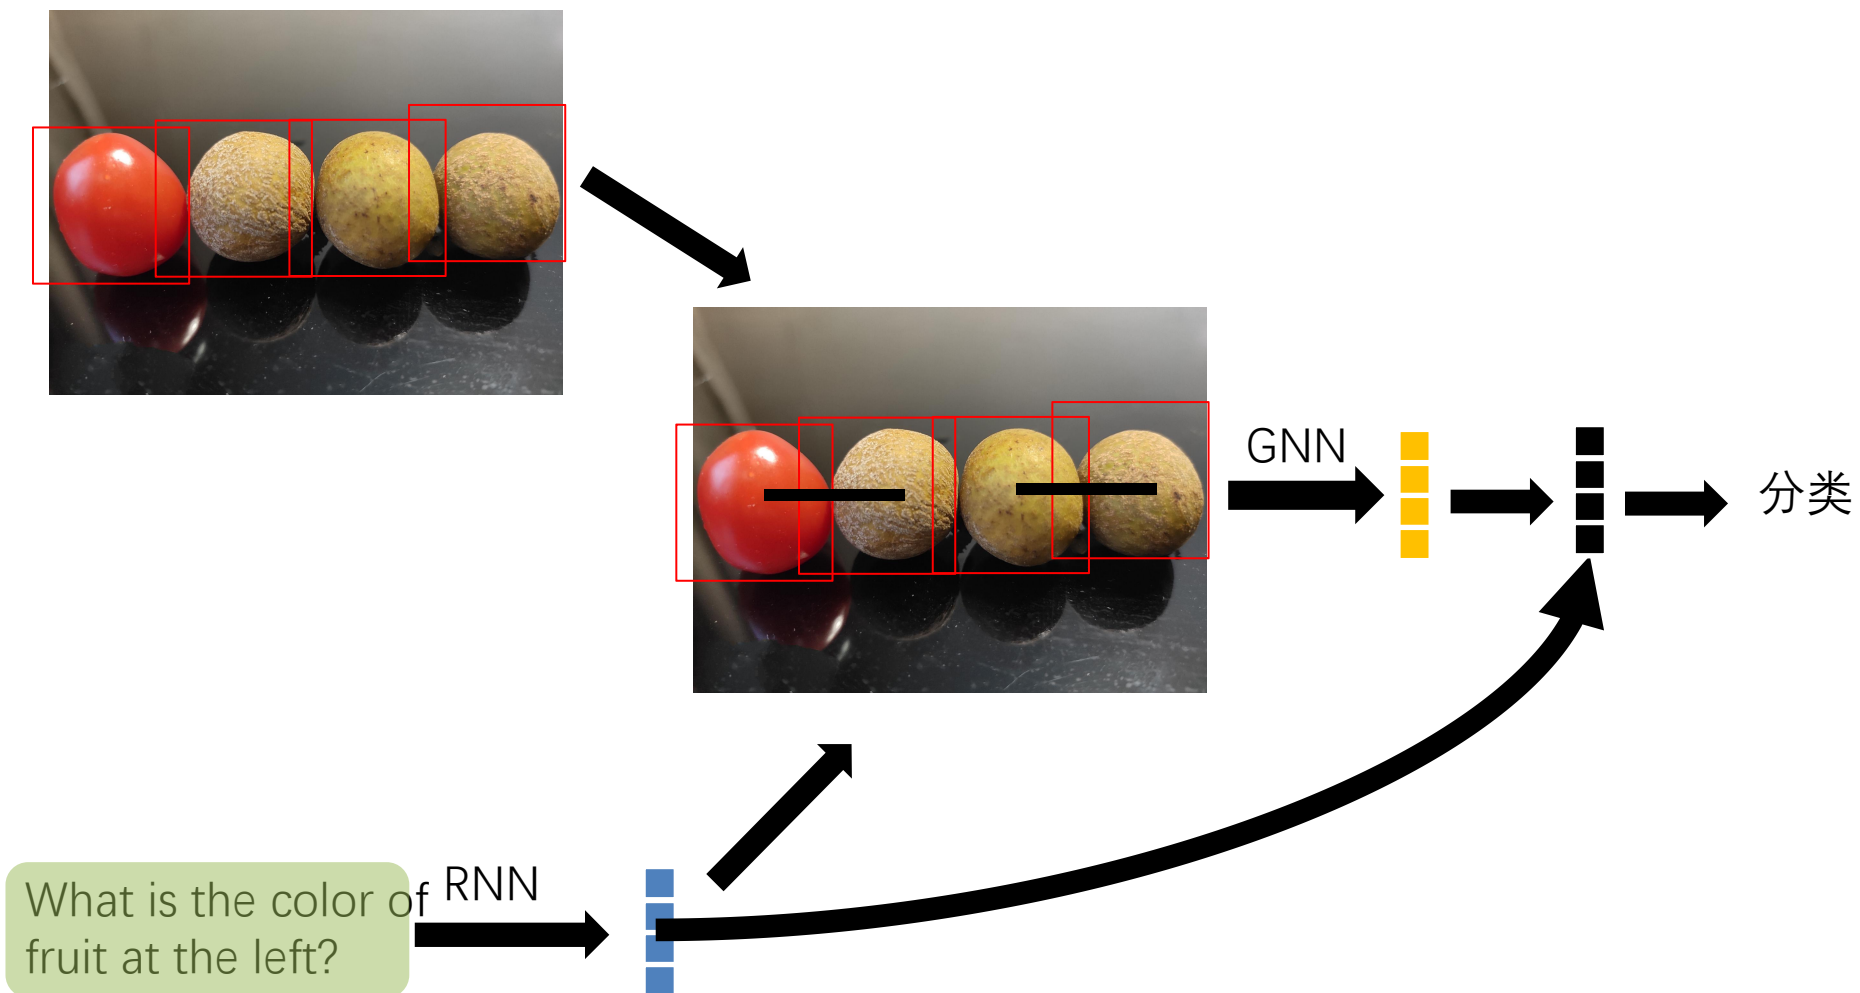 GNN
分类
RNN
What is the color of
fruit at the left?